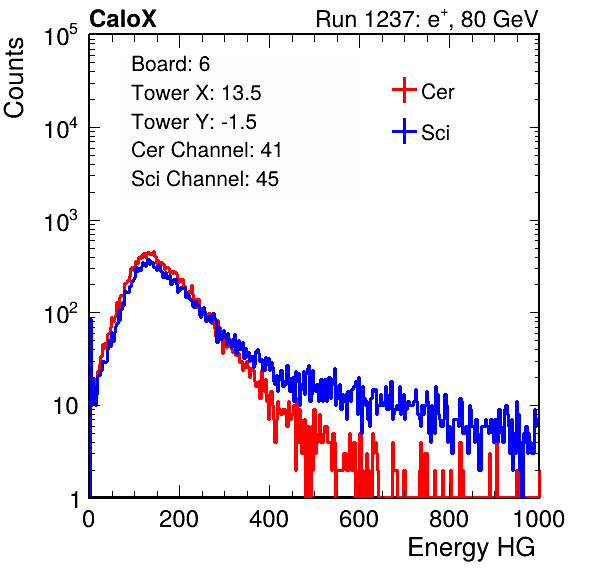 CaloX Run 1237: e⁺, 80 GeV
Counts
10⁵
10⁴
10³
10²
10
1
Board: 6
Tower X: 13.5
Tower Y: -1.5
Cer Channel: 41
Sci Channel: 45
Cer
Sci
0 200 400 600 800 1000
Energy HG